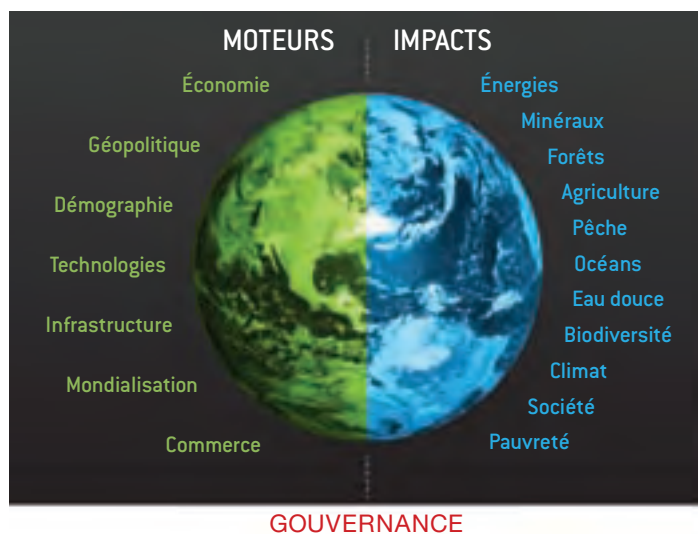 MOTEURS
Économie
Géopolitique
Démographie
Technologies
Infrastructure
Mondialisation
Commerce
IMPACTS
Énergies
Minéraux
Forêts
Agriculture
Pêche
Océans
Eau douce
Biodiversité
Climat
Société
Pauvreté
GOUVERNANCE